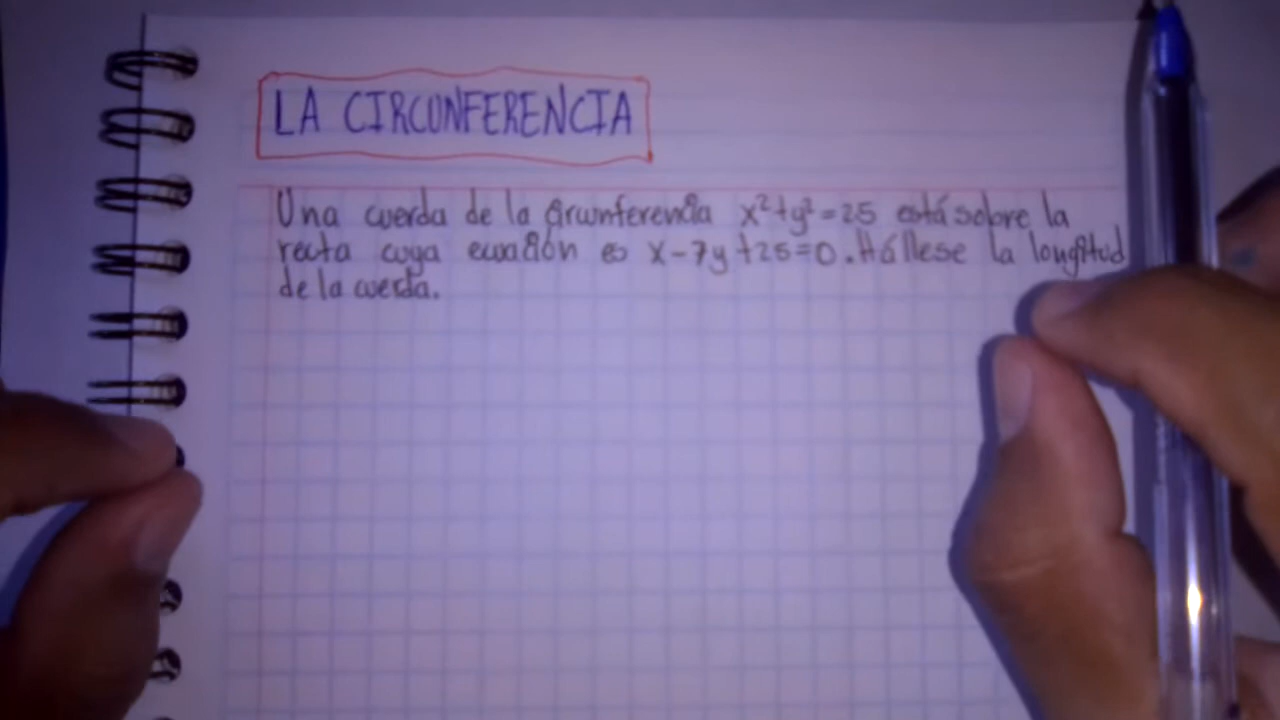 LA CIRCUNFERENCIA
Una cuerda de la circunferencia x²+y²=25 está sobre la
recta cuya ecuación es x-7y+25=0. Hállese la longitud
de la cuerda.